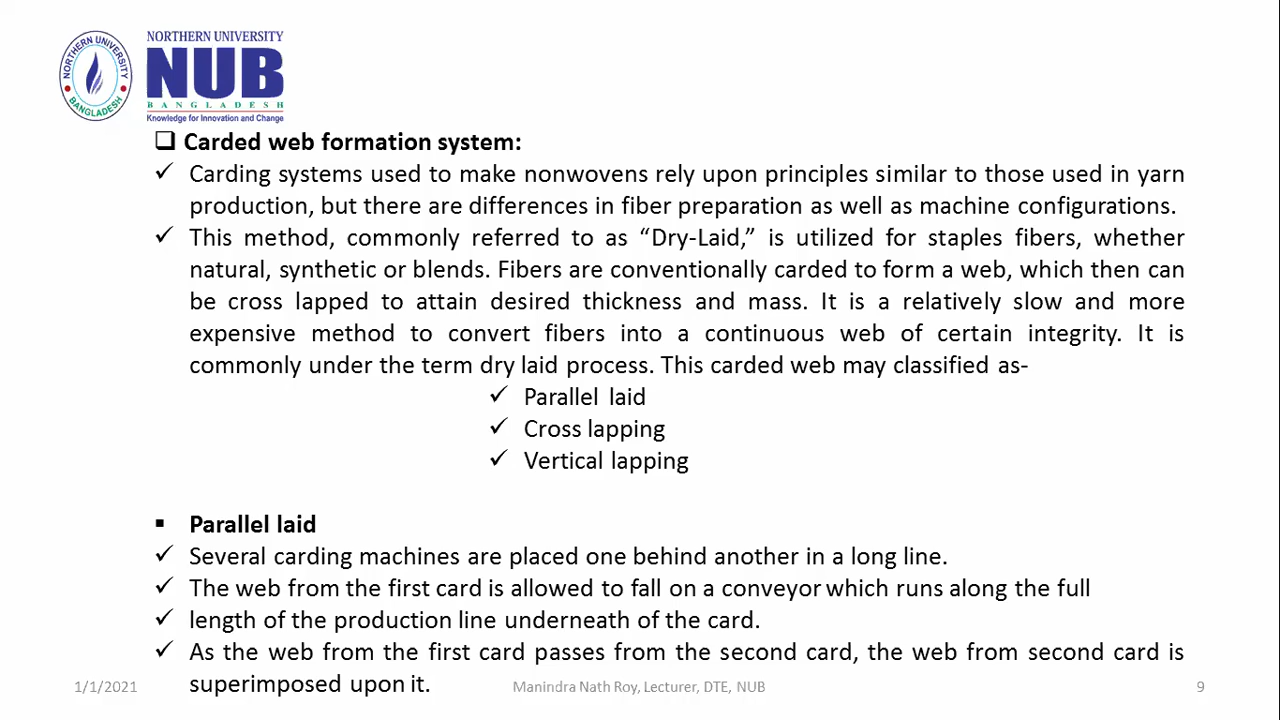 NORTHERN UNIVERSITY
NUB
BANGLADESH
Knowledge for Innovation and Change
NORTHERN UNIVERSITY
BANGLADESH
❑ Carded web formation system:
✓ Carding systems used to make nonwovens rely upon principles similar to those used in yarn
production, but there are differences in fiber preparation as well as machine configurations.
✓ This method, commonly referred to as “Dry-Laid,” is utilized for staples fibers, whether
natural, synthetic or blends. Fibers are conventionally carded to form a web, which then can
be cross lapped to attain desired thickness and mass. It is a relatively slow and more
expensive method to convert fibers into a continuous web of certain integrity. It is
commonly under the term dry laid process. This carded web may classified as-
✓ Parallel laid
✓ Cross lapping
✓ Vertical lapping
▪ Parallel laid
✓ Several carding machines are placed one behind another in a long line.
✓ The web from the first card is allowed to fall on a conveyor which runs along the full
✓ length of the production line underneath of the card.
✓ As the web from the first card passes from the second card, the web from second card is
superimposed upon it.
1/1/2021
Manindra Nath Roy, Lecturer, DTE, NUB
9